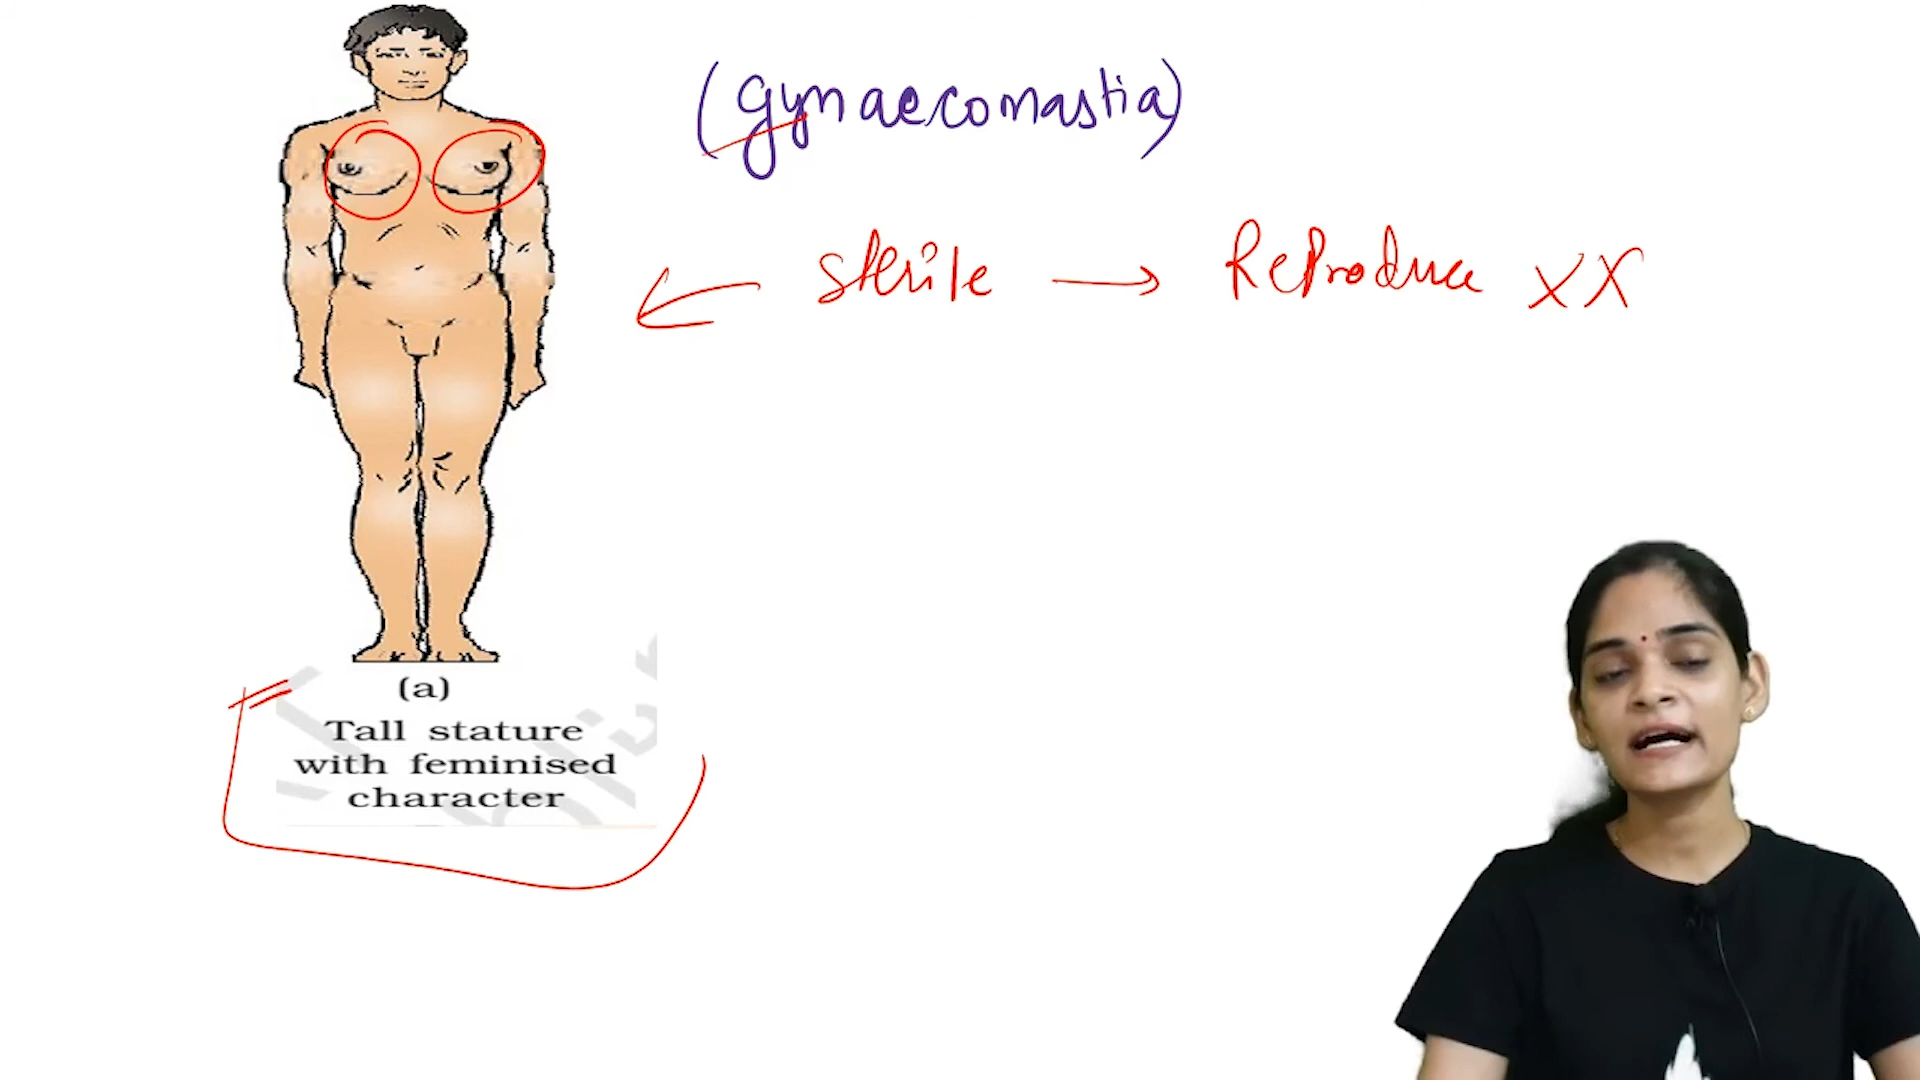 (gynaecomastia)
sterile → Reproduce XX
(a)
Tall stature
with feminised
character